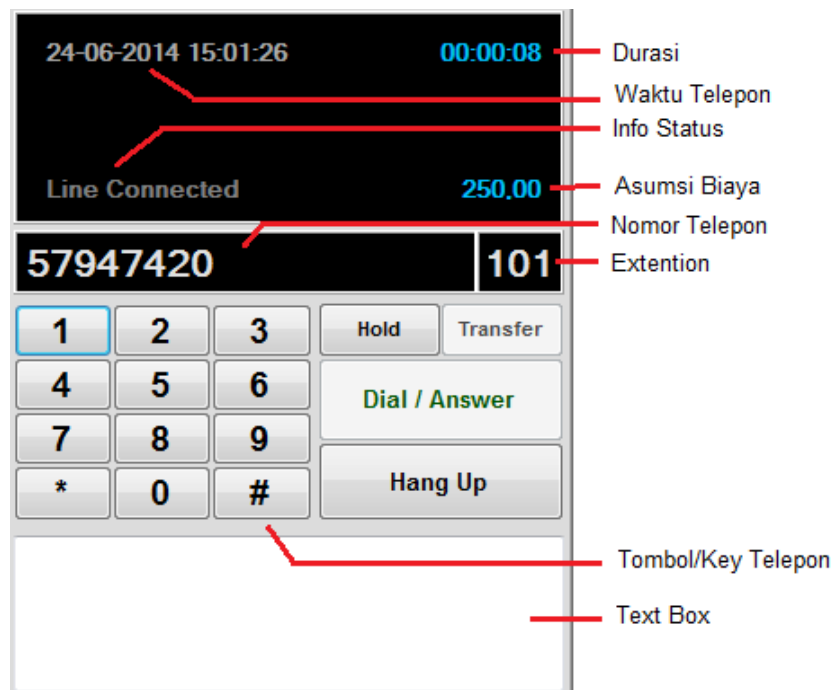 24-06-2014 15:01:26 00:00:08 Durasi
Waktu Telepon
Info Status
Line Connected 250,00 Asumsi Biaya
Nomor Telepon
57947420 101 Extention
1 2 3 Hold Transfer
4 5 6 Dial / Answer
7 8 9
* 0 # Hang Up
Tombol/Key Telepon
Text Box